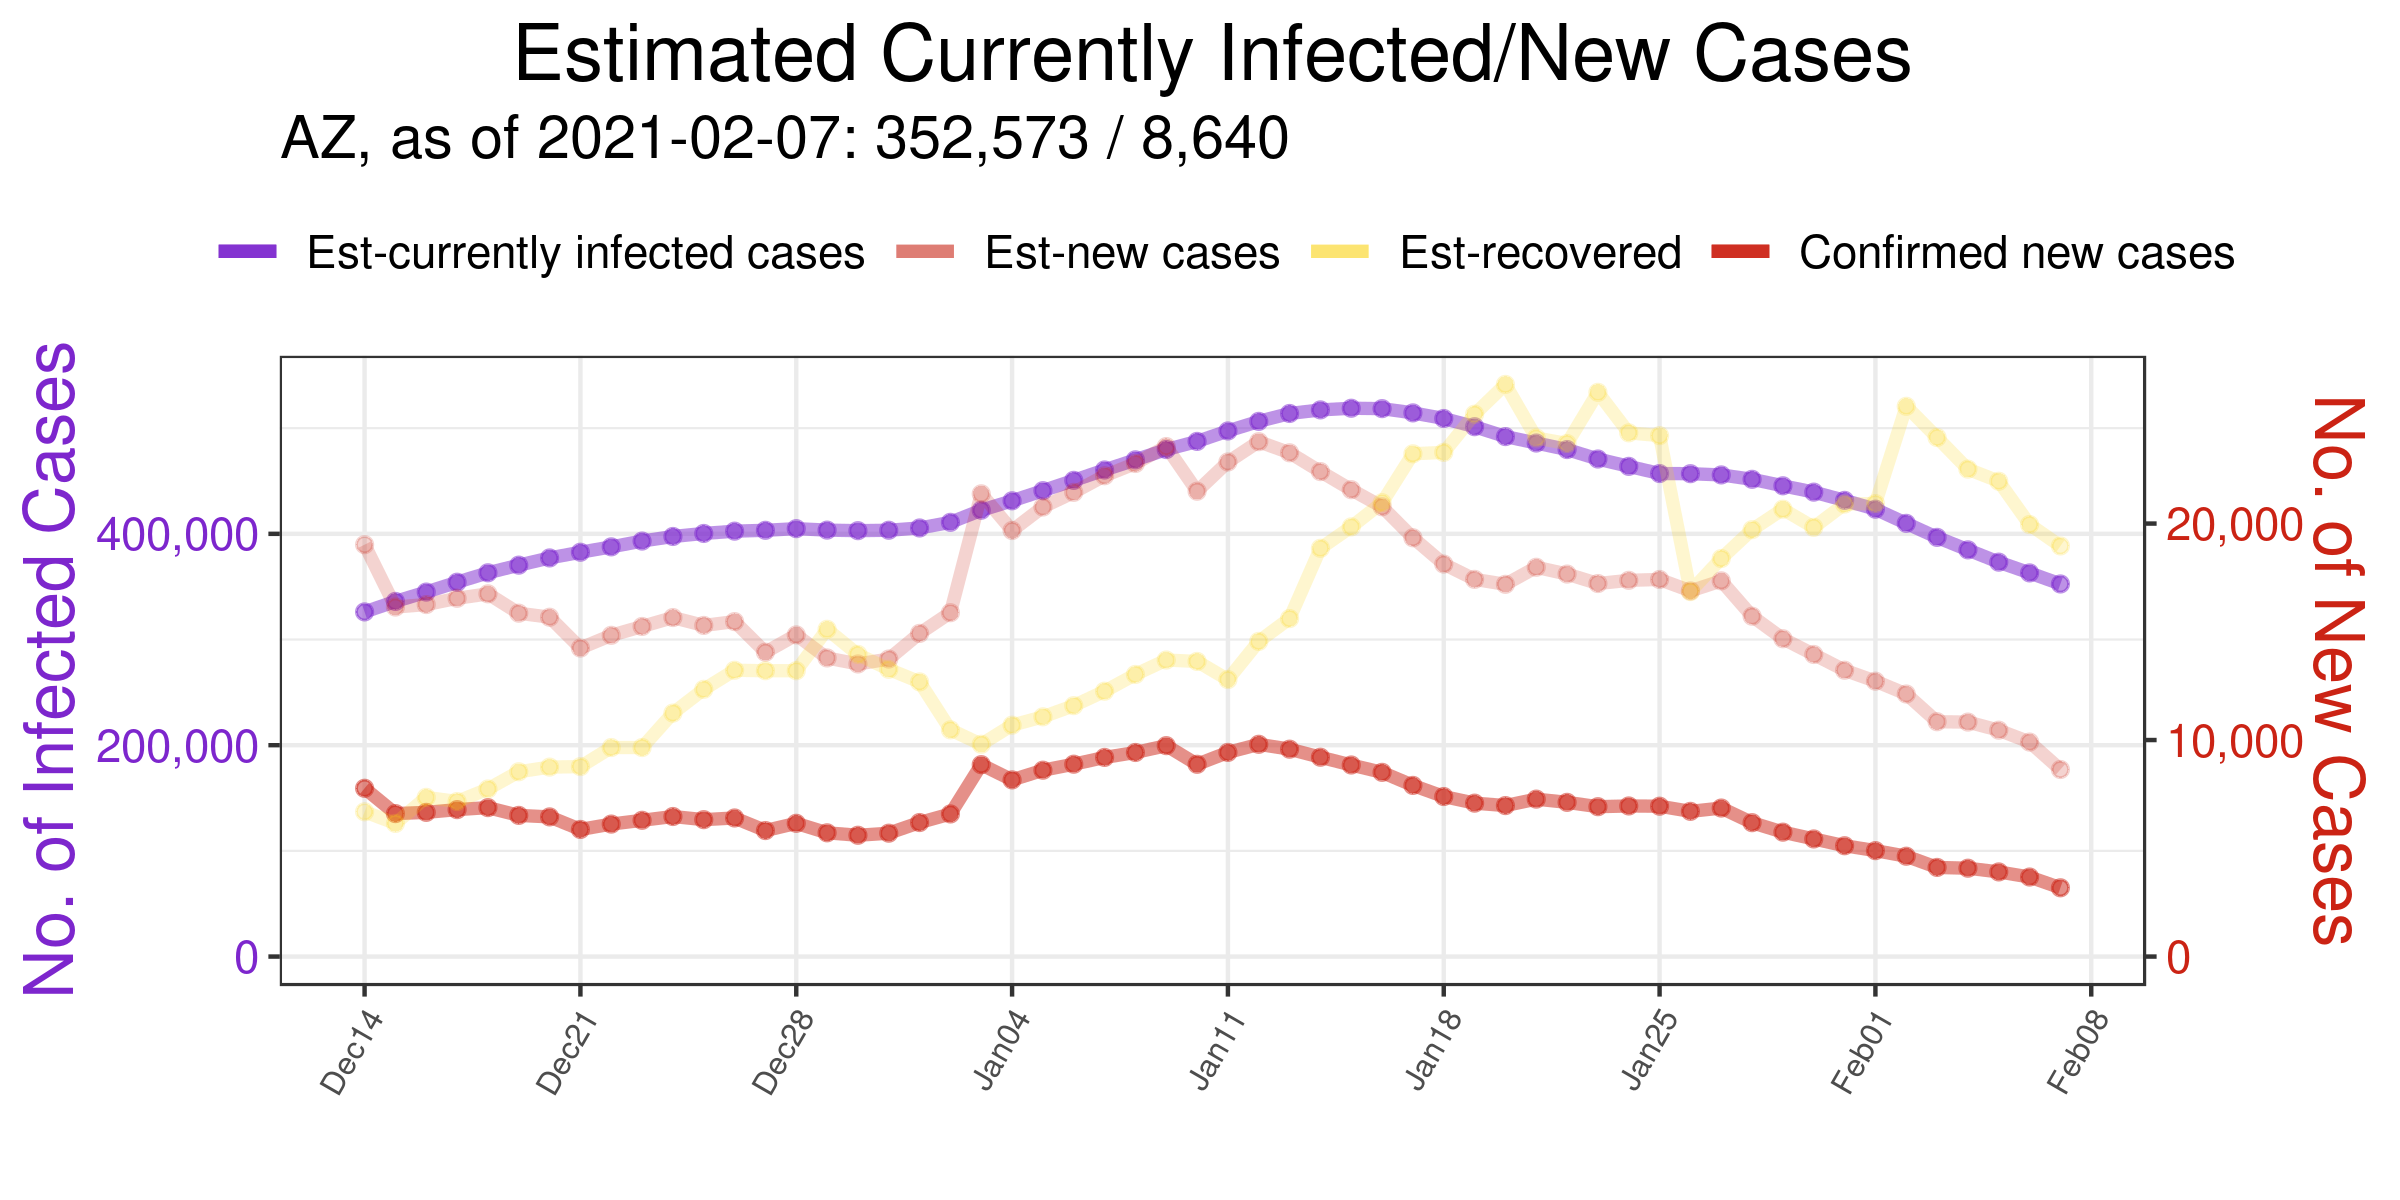 Estimated Currently Infected/New Cases
AZ, as of 2021-02-07: 352,573 / 8,640
Est-currently infected cases Est-new cases Est-recovered Confirmed new cases
No. of Infected Cases
400,000
200,000
0
20,000
10,000
0
No. of New Cases
Dec14 Dec21 Dec28 Jan04 Jan11 Jan18 Jan25 Feb01 Feb08